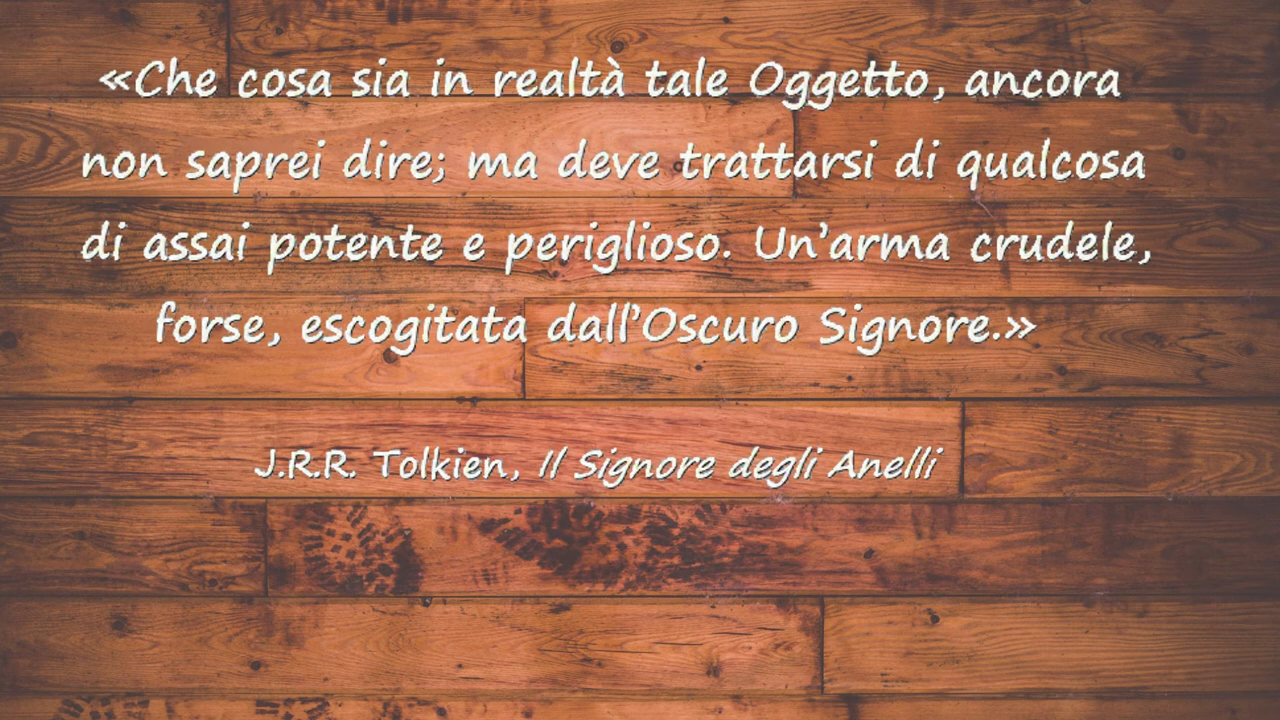 «Che cosa sia in realtà tale Oggetto, ancora
non saprei dire; ma deve trattarsi di qualcosa
di assai potente e periglioso. Un’arma crudele,
forse, escogitata dall’Oscuro Signore.»
J.R.R. Tolkien, Il Signore degli Anelli